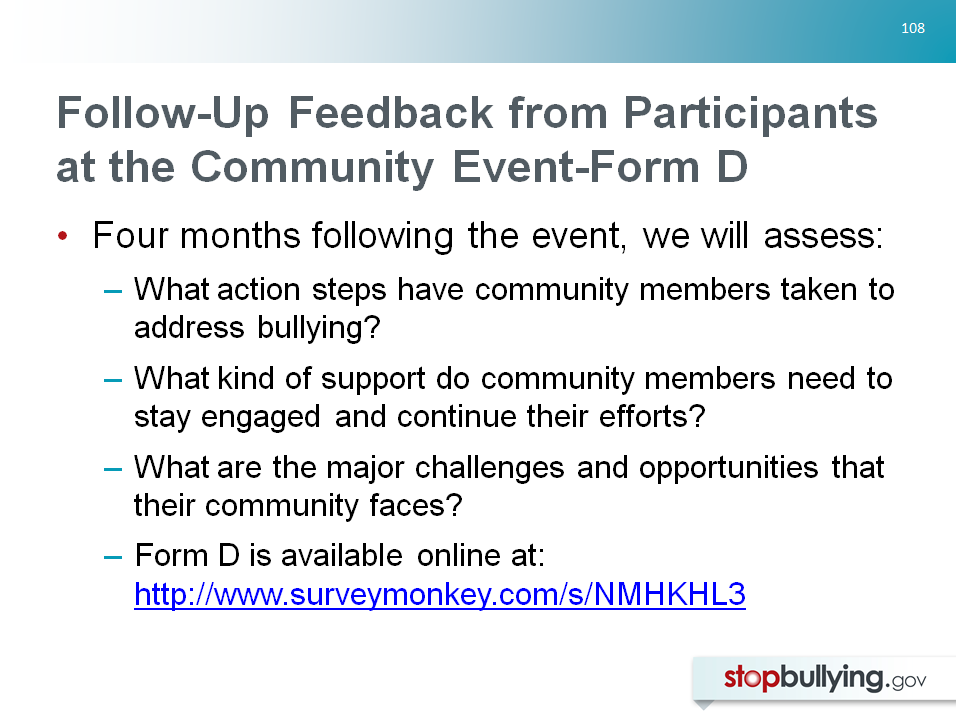 108
Follow-Up Feedback from Participants
at the Community Event-Form D
• Four months following the event, we will assess:
– What action steps have community members taken to
address bullying?
– What kind of support do community members need to
stay engaged and continue their efforts?
– What are the major challenges and opportunities that
their community faces?
– Form D is available online at:
http://www.surveymonkey.com/s/NMHKHL3
stopbullying.gov